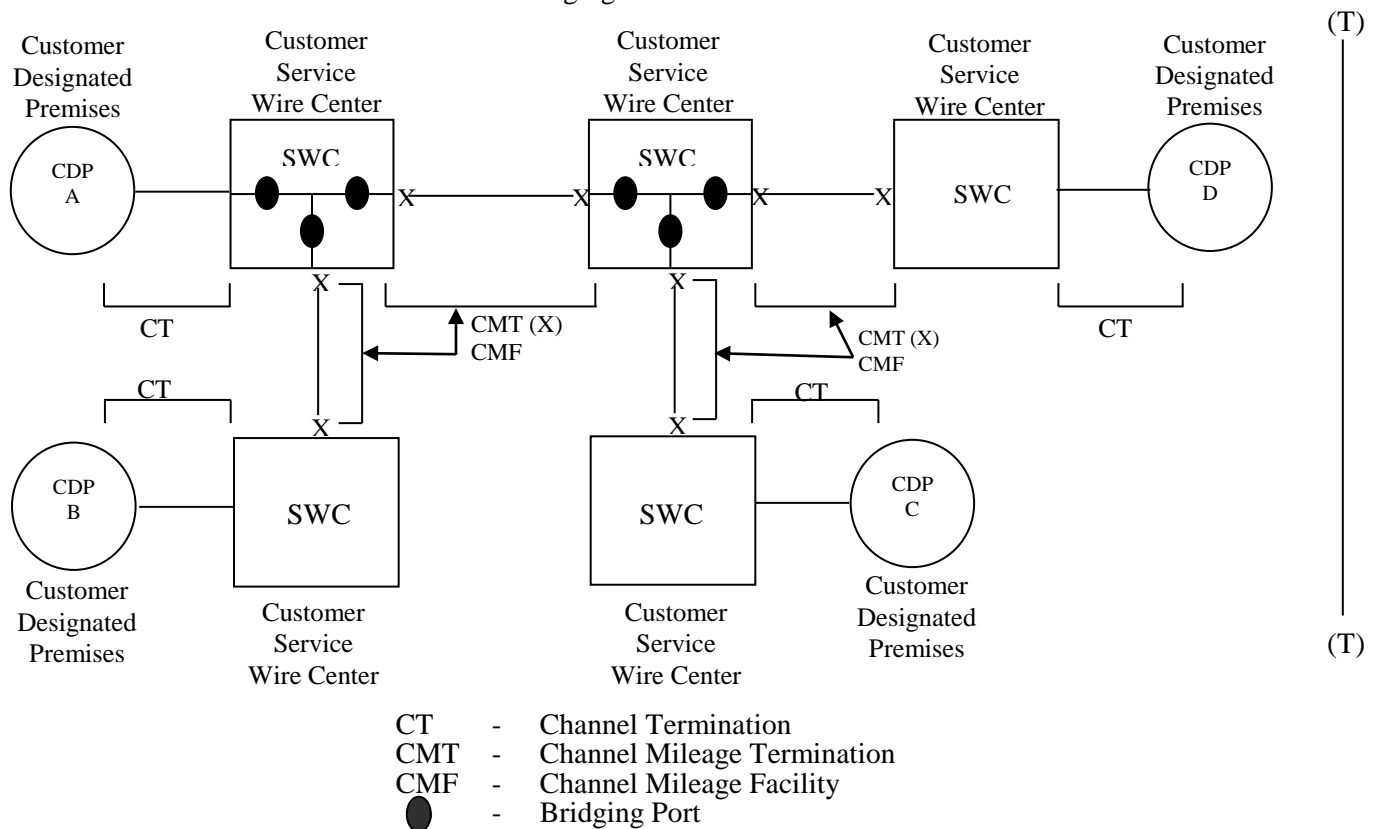 (T)
Customer
Designated
Premises
Customer
Service
Wire Center
Customer
Service
Wire Center
Customer
Service
Wire Center
Customer
Designated
Premises
CDP
A
SWC
SWC
SWC
CDP
D
X
X
X
X
X
X
CT
CMT (X)
CMF
CMT (X)
CMF
CT
CT
CT
X
X
CDP
B
SWC
SWC
CDP
C
Customer
Designated
Premises
Customer
Service
Wire Center
Customer
Service
Wire Center
Customer
Designated
Premises
(T)
CT - Channel Termination
CMT - Channel Mileage Termination
CMF - Channel Mileage Facility
- Bridging Port